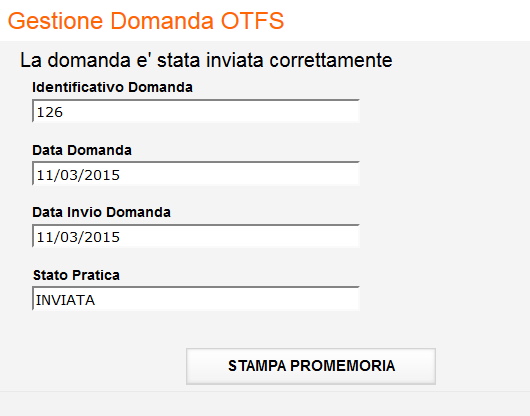 Gestione Domanda OTFS
La domanda e' stata inviata correttamente
Identificativo Domanda
126
Data Domanda
11/03/2015
Data Invio Domanda
11/03/2015
Stato Pratica
INVIATA
STAMPA PROMEMORIA